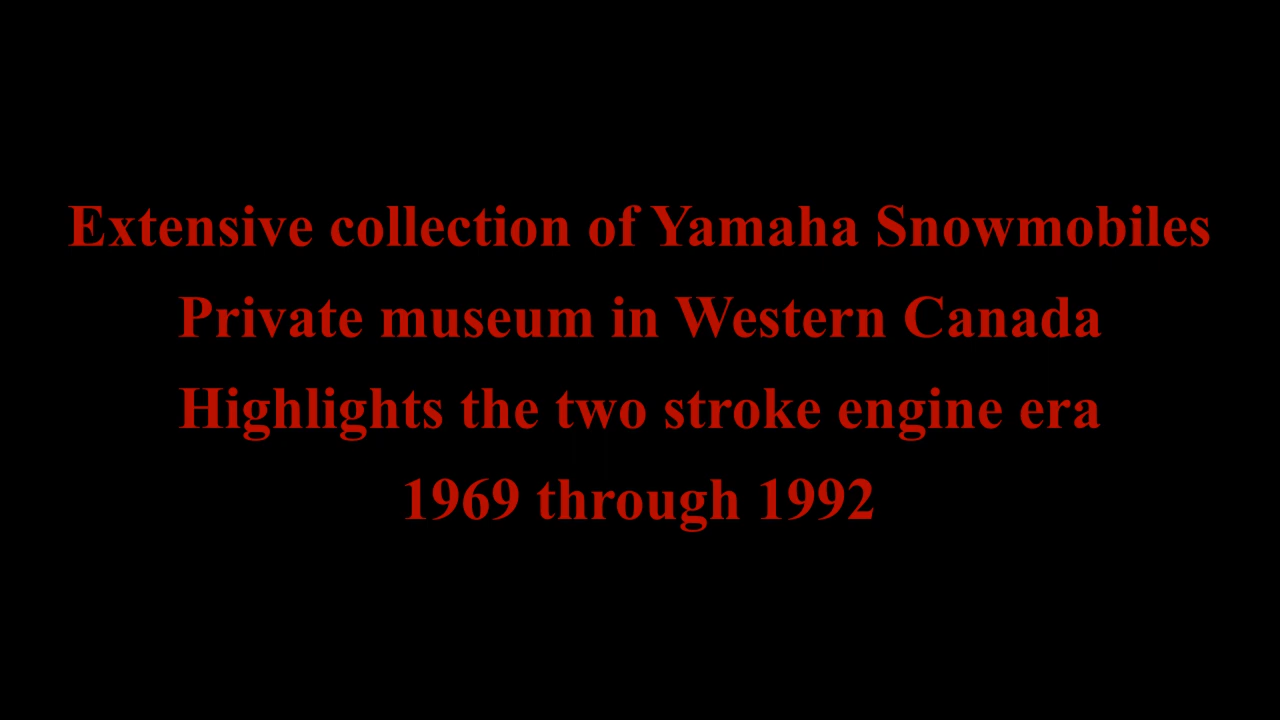 Extensive collection of Yamaha Snowmobiles
Private museum in Western Canada
Highlights the two stroke engine era
1969 through 1992